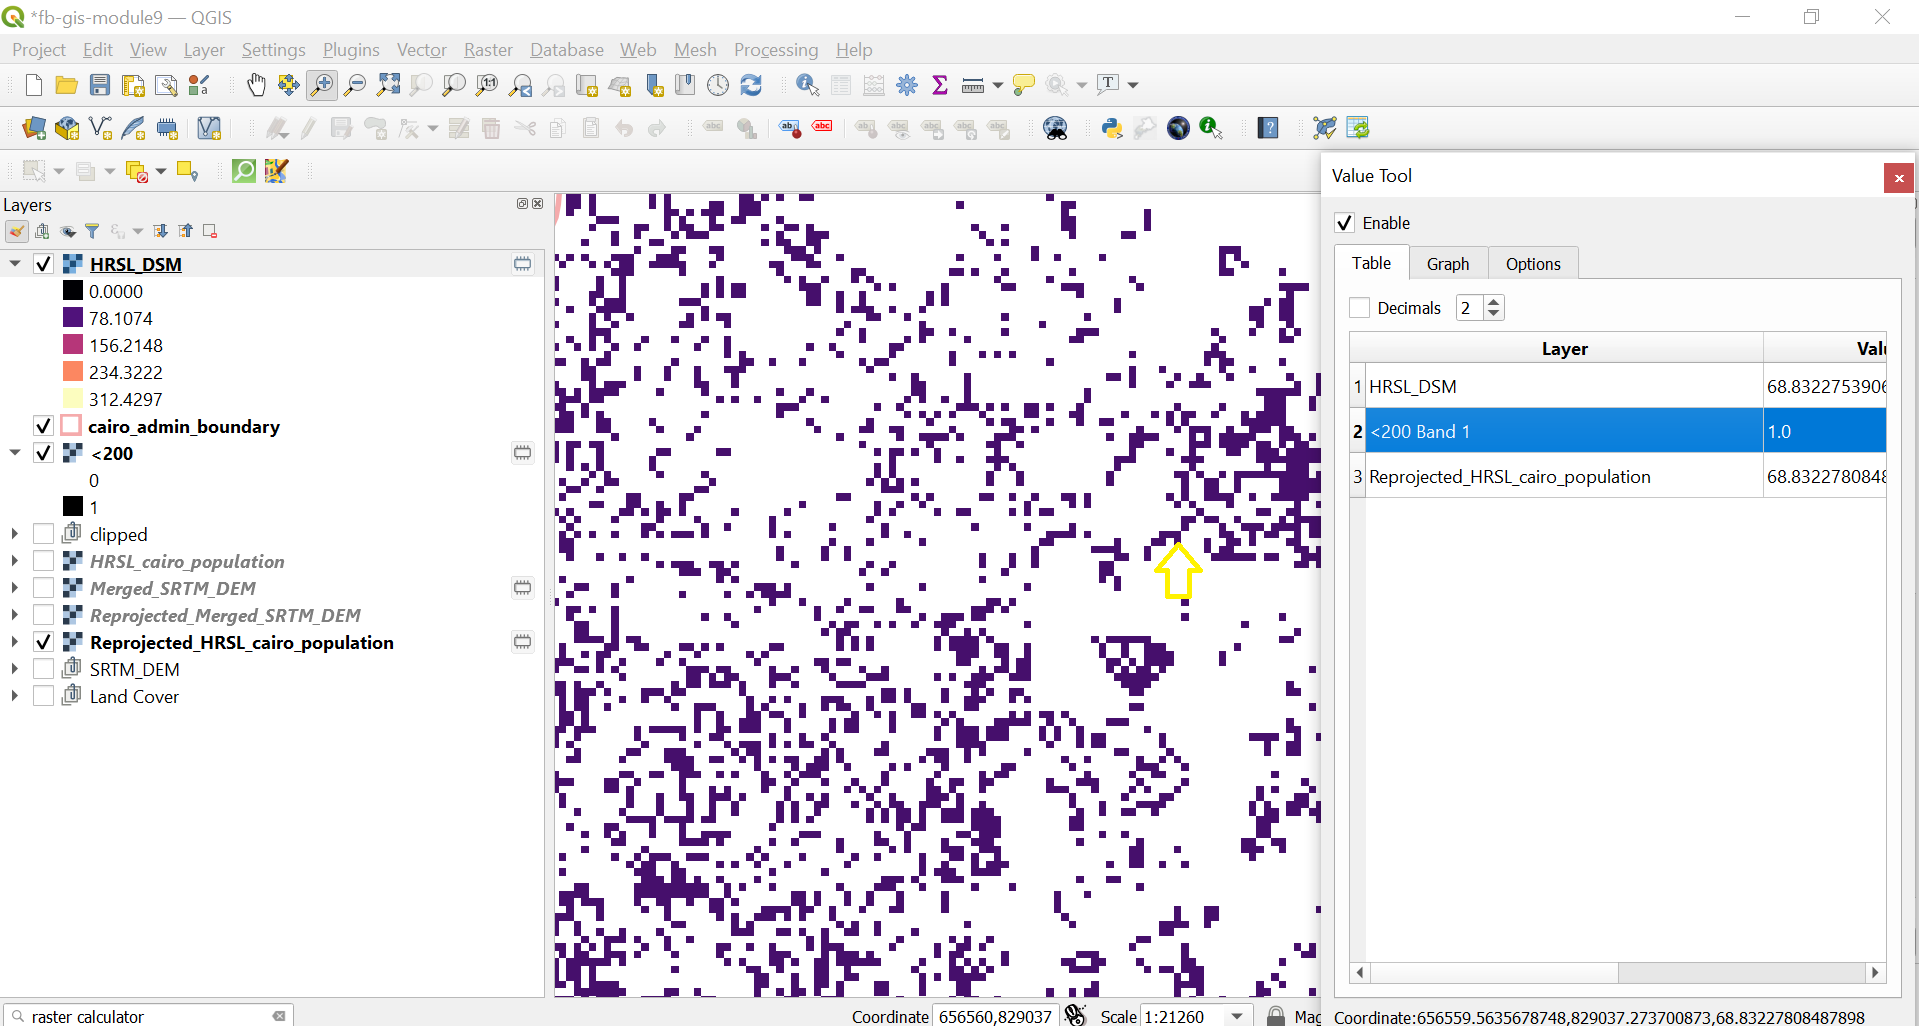 *fb-gis-module9 — QGIS
Project Edit View Layer Settings Plugins Vector Raster Database Web Mesh Processing Help
Layers
HRSL_DSM
0.0000
78.1074
156.2148
234.3222
312.4297
cairo_admin_boundary
<200
0
1
clipped
HRSL_cairo_population
Merged_SRTM_DEM
Reprojected_Merged_SRTM_DEM
Reprojected_HRSL_cairo_population
SRTM_DEM
Land Cover
Value Tool
Enable
Table Graph Options
Decimals 2
Layer Valu
1 HRSL_DSM 68.8322753906
2 <200 Band 1 1.0
3 Reprojected_HRSL_cairo_population 68.8322780848
raster calculator
Coordinate 656560,829037 Scale 1:21260 Mag
Coordinate:656559.5635678748,829037.273700873,68.83227808487898